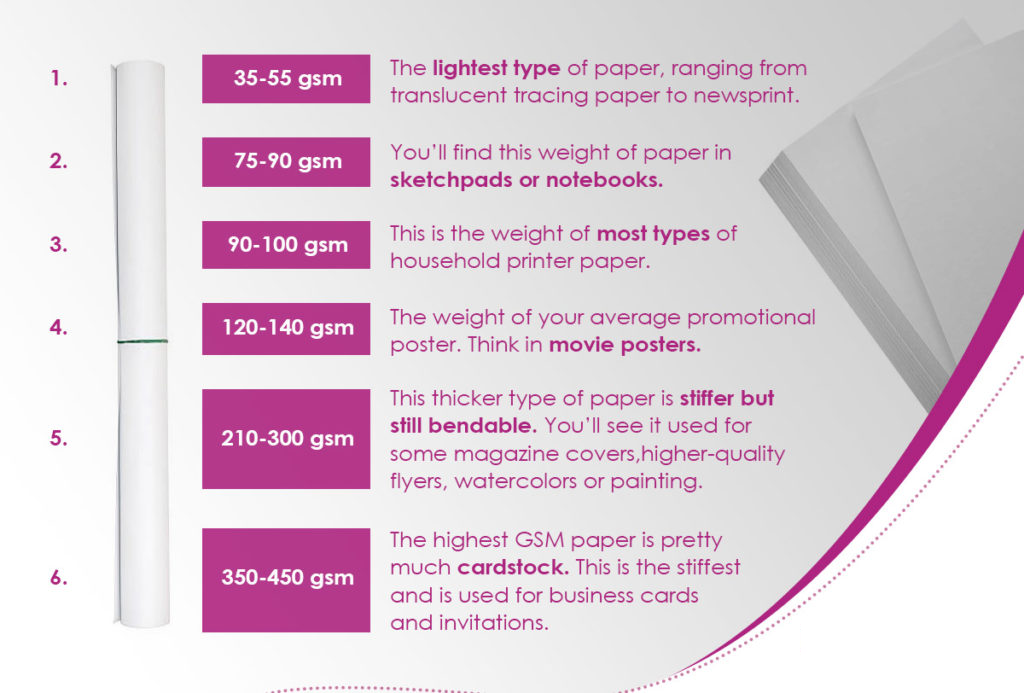 1.
35-55 gsm
The lightest type of paper, ranging from
translucent tracing paper to newsprint.
2.
75-90 gsm
You’ll find this weight of paper in
sketchpads or notebooks.
3.
90-100 gsm
This is the weight of most types of
household printer paper.
4.
120-140 gsm
The weight of your average promotional
poster. Think in movie posters.
5.
210-300 gsm
This thicker type of paper is stiffer but
still bendable. You’ll see it used for
some magazine covers,higher-quality
flyers, watercolors or painting.
6.
350-450 gsm
The highest GSM paper is pretty
much cardstock. This is the stiffest
and is used for business cards
and invitations.